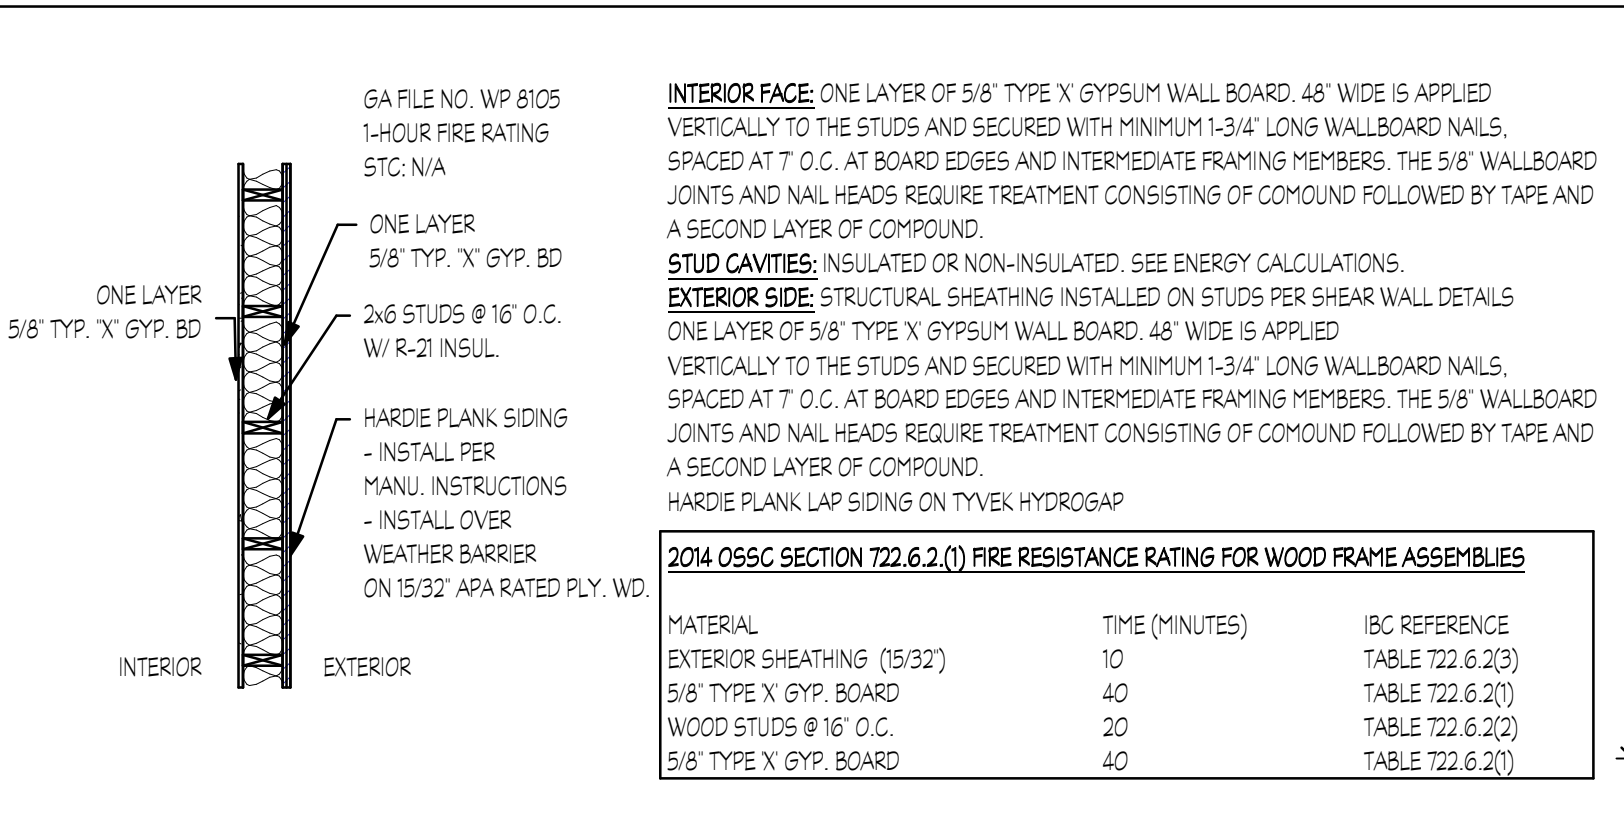 GA FILE NO. WP 8105
1-HOUR FIRE RATING
STC: N/A
ONE LAYER
5/8" TYP. "X" GYP. BD
ONE LAYER
5/8" TYP. "X" GYP. BD
2x6 STUDS @ 16" O.C.
W/ R-21 INSUL.
HARDIE PLANK SIDING
- INSTALL PER
MANU. INSTRUCTIONS
- INSTALL OVER
WEATHER BARRIER
ON 15/32" APA RATED PLY. WD.
INTERIOR
EXTERIOR
INTERIOR FACE: ONE LAYER OF 5/8" TYPE 'X' GYPSUM WALL BOARD. 48" WIDE IS APPLIED
VERTICALLY TO THE STUDS AND SECURED WITH MINIMUM 1-3/4" LONG WALLBOARD NAILS,
SPACED AT 7" O.C. AT BOARD EDGES AND INTERMEDIATE FRAMING MEMBERS. THE 5/8" WALLBOARD
JOINTS AND NAIL HEADS REQUIRE TREATMENT CONSISTING OF COMOUND FOLLOWED BY TAPE AND
A SECOND LAYER OF COMPOUND.
STUD CAVITIES: INSULATED OR NON-INSULATED. SEE ENERGY CALCULATIONS.
EXTERIOR SIDE: STRUCTURAL SHEATHING INSTALLED ON STUDS PER SHEAR WALL DETAILS
ONE LAYER OF 5/8" TYPE 'X' GYPSUM WALL BOARD. 48" WIDE IS APPLIED
VERTICALLY TO THE STUDS AND SECURED WITH MINIMUM 1-3/4" LONG WALLBOARD NAILS,
SPACED AT 7" O.C. AT BOARD EDGES AND INTERMEDIATE FRAMING MEMBERS. THE 5/8" WALLBOARD
JOINTS AND NAIL HEADS REQUIRE TREATMENT CONSISTING OF COMOUND FOLLOWED BY TAPE AND
A SECOND LAYER OF COMPOUND.
HARDIE PLANK LAP SIDING ON TYVEK HYDROGAP
2014 OSSC SECTION 722.6.2.(1) FIRE RESISTANCE RATING FOR WOOD FRAME ASSEMBLIES
MATERIAL TIME (MINUTES) IBC REFERENCE
EXTERIOR SHEATHING (15/32") 10 TABLE 722.6.2(3)
5/8" TYPE 'X' GYP. BOARD 40 TABLE 722.6.2(1)
WOOD STUDS @ 16" O.C. 20 TABLE 722.6.2(2)
5/8" TYPE 'X' GYP. BOARD 40 TABLE 722.6.2(1)